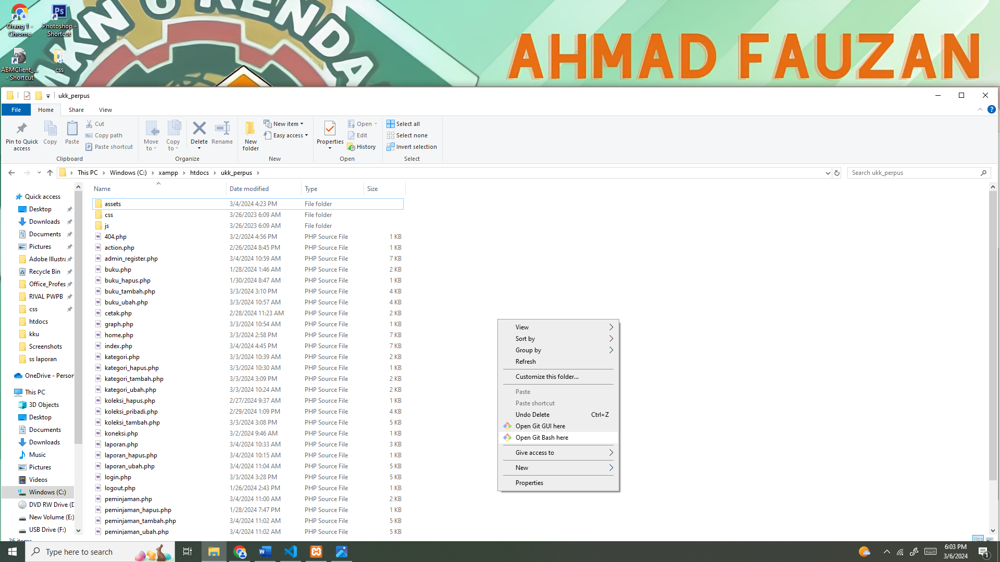 Orang 1 - Chrome
Photoshop - Shortcut
ABMClient_... - Shortcut
css
AHMAD FAUZAN
ukk_perpus
File Home Share View
Pin to Quick access
Copy
Paste
Cut
Copy path
Paste shortcut
Clipboard
Move to
Copy to
Delete
Rename
Organize
New folder
New item
Easy access
New
Properties
Open
Edit
History
Open
Select all
Select none
Invert selection
Select
This PC > Windows (C:) > xampp > htdocs > ukk_perpus >
Search ukk_perpus
Quick access
Desktop
Downloads
Documents
Pictures
Adobe Illustra
Recycle Bin
Office_Profes
RIVAL PWPB
css
htdocs
kku
Screenshots
ss laporan
OneDrive - Person
This PC
3D Objects
Desktop
Documents
Downloads
Music
Pictures
Videos
Windows (C:)
DVD RW Drive (D
New Volume (E:)
USB Drive (F:)
Name Date modified Type Size
assets 3/4/2024 4:23 PM File folder
css 3/26/2023 6:09 AM File folder
js 3/26/2023 6:09 AM File folder
404.php 3/2/2024 4:56 PM PHP Source File 1 KB
action.php 2/26/2024 8:45 PM PHP Source File 1 KB
admin_register.php 3/4/2024 10:59 AM PHP Source File 7 KB
buku.php 1/28/2024 1:46 AM PHP Source File 2 KB
buku_hapus.php 1/30/2024 8:47 AM PHP Source File 1 KB
buku_tambah.php 3/3/2024 3:10 PM PHP Source File 4 KB
buku_ubah.php 3/3/2024 10:57 AM PHP Source File 4 KB
cetak.php 2/28/2024 11:23 AM PHP Source File 2 KB
graph.php 3/3/2024 10:54 AM PHP Source File 1 KB
home.php 3/3/2024 2:58 PM PHP Source File 7 KB
index.php 3/4/2024 4:45 PM PHP Source File 7 KB
kategori.php 3/3/2024 10:39 AM PHP Source File 2 KB
kategori_hapus.php 3/3/2024 10:30 AM PHP Source File 1 KB
kategori_tambah.php 3/3/2024 3:09 PM PHP Source File 2 KB
kategori_ubah.php 3/3/2024 10:24 AM PHP Source File 2 KB
koleksi_hapus.php 2/27/2024 9:37 AM PHP Source File 1 KB
koleksi_pribadi.php 2/29/2024 1:09 PM PHP Source File 4 KB
koleksi_tambah.php 3/3/2024 3:08 PM PHP Source File 5 KB
koneksi.php 3/2/2024 9:46 AM PHP Source File 1 KB
laporan.php 3/4/2024 10:33 AM PHP Source File 3 KB
laporan_hapus.php 3/4/2024 10:15 AM PHP Source File 1 KB
laporan_ubah.php 3/4/2024 11:04 AM PHP Source File 5 KB
login.php 3/3/2024 3:28 PM PHP Source File 5 KB
logout.php 1/26/2024 2:43 PM PHP Source File 1 KB
peminjaman.php 3/4/2024 11:00 AM PHP Source File 2 KB
peminjaman_hapus.php 1/28/2024 7:47 PM PHP Source File 1 KB
peminjaman_tambah.php 3/4/2024 11:02 AM PHP Source File 5 KB
peminjaman_ubah.php 3/4/2024 11:02 AM PHP Source File 5 KB
View
Sort by
Group by
Refresh
Customize this folder...
Paste
Paste shortcut
Undo Delete Ctrl+Z
Open Git GUI here
Open Git Bash here
Give access to
New
Properties
36 items
Type here to search
6:03 PM
3/6/2024
1